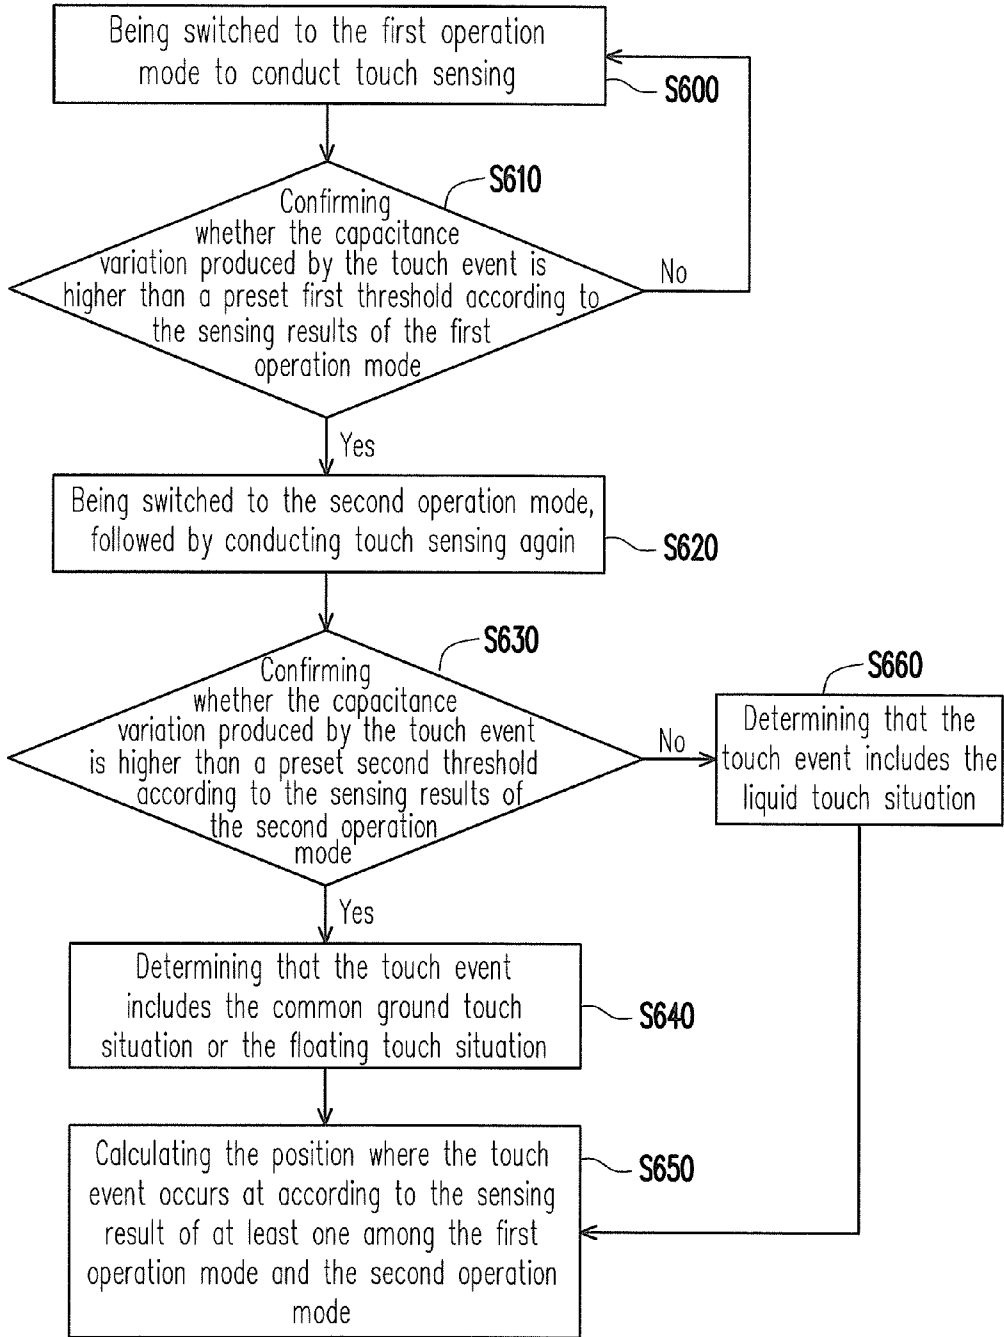 Being switched to the first operation
mode to conduct touch sensing
S600
S610
Confirming
whether the capacitance
variation produced by the touch event is
higher than a preset first threshold according to
the sensing results of the first
operation mode
No
Yes
Being switched to the second operation mode,
followed by conducting touch sensing again
S620
S630
Confirming
whether the capacitance
variation produced by the touch event
is higher than a preset second threshold
according to the sensing results of
the second operation
mode
No
S660
Determining that the
touch event includes the
liquid touch situation
Yes
Determining that the touch event
includes the common ground touch
situation or the floating touch situation
S640
Calculating the position where the touch
event occurs at according to the sensing
result of at least one among the first
operation mode and the second operation
mode
S650